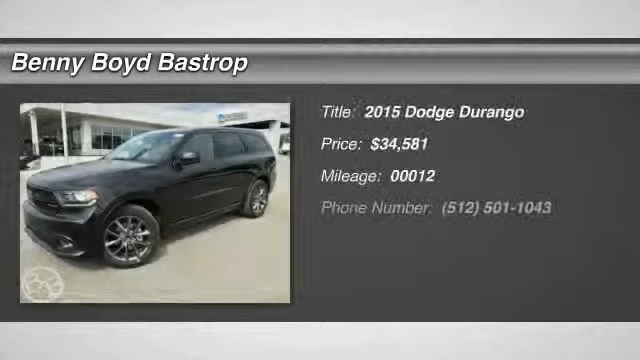 Benny Boyd Bastrop
Title: 2015 Dodge Durango
Price: $34,581
Mileage: 00012
Phone Number: (512) 501-1043